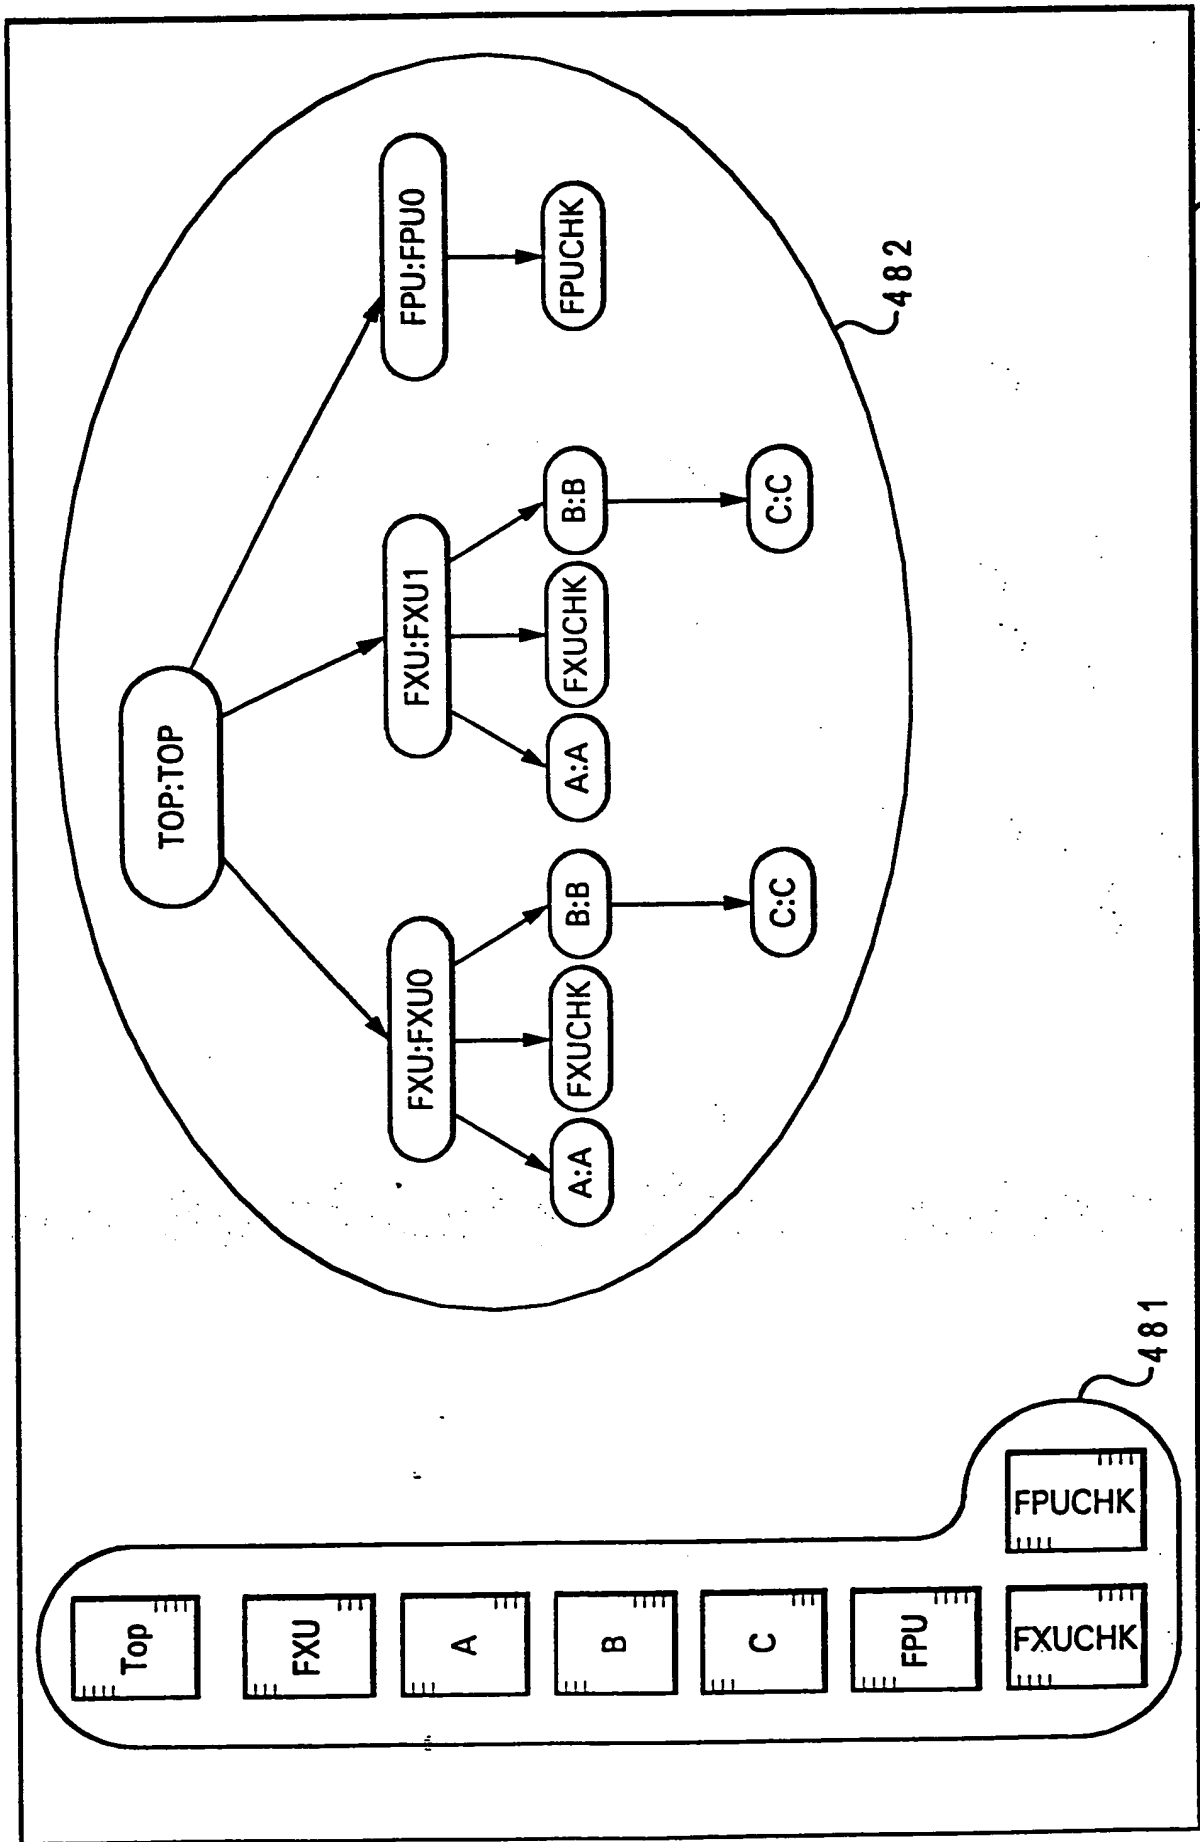 Top
FXU
A
B
C
FPU
FXUCHK
FPUCHK
481
TOP:TOP
FXU:FXU0
FXU:FXU1
FPU:FPU0
A:A
FXUCHK
B:B
A:A
FXUCHK
B:B
FPUCHK
C:C
C:C
482